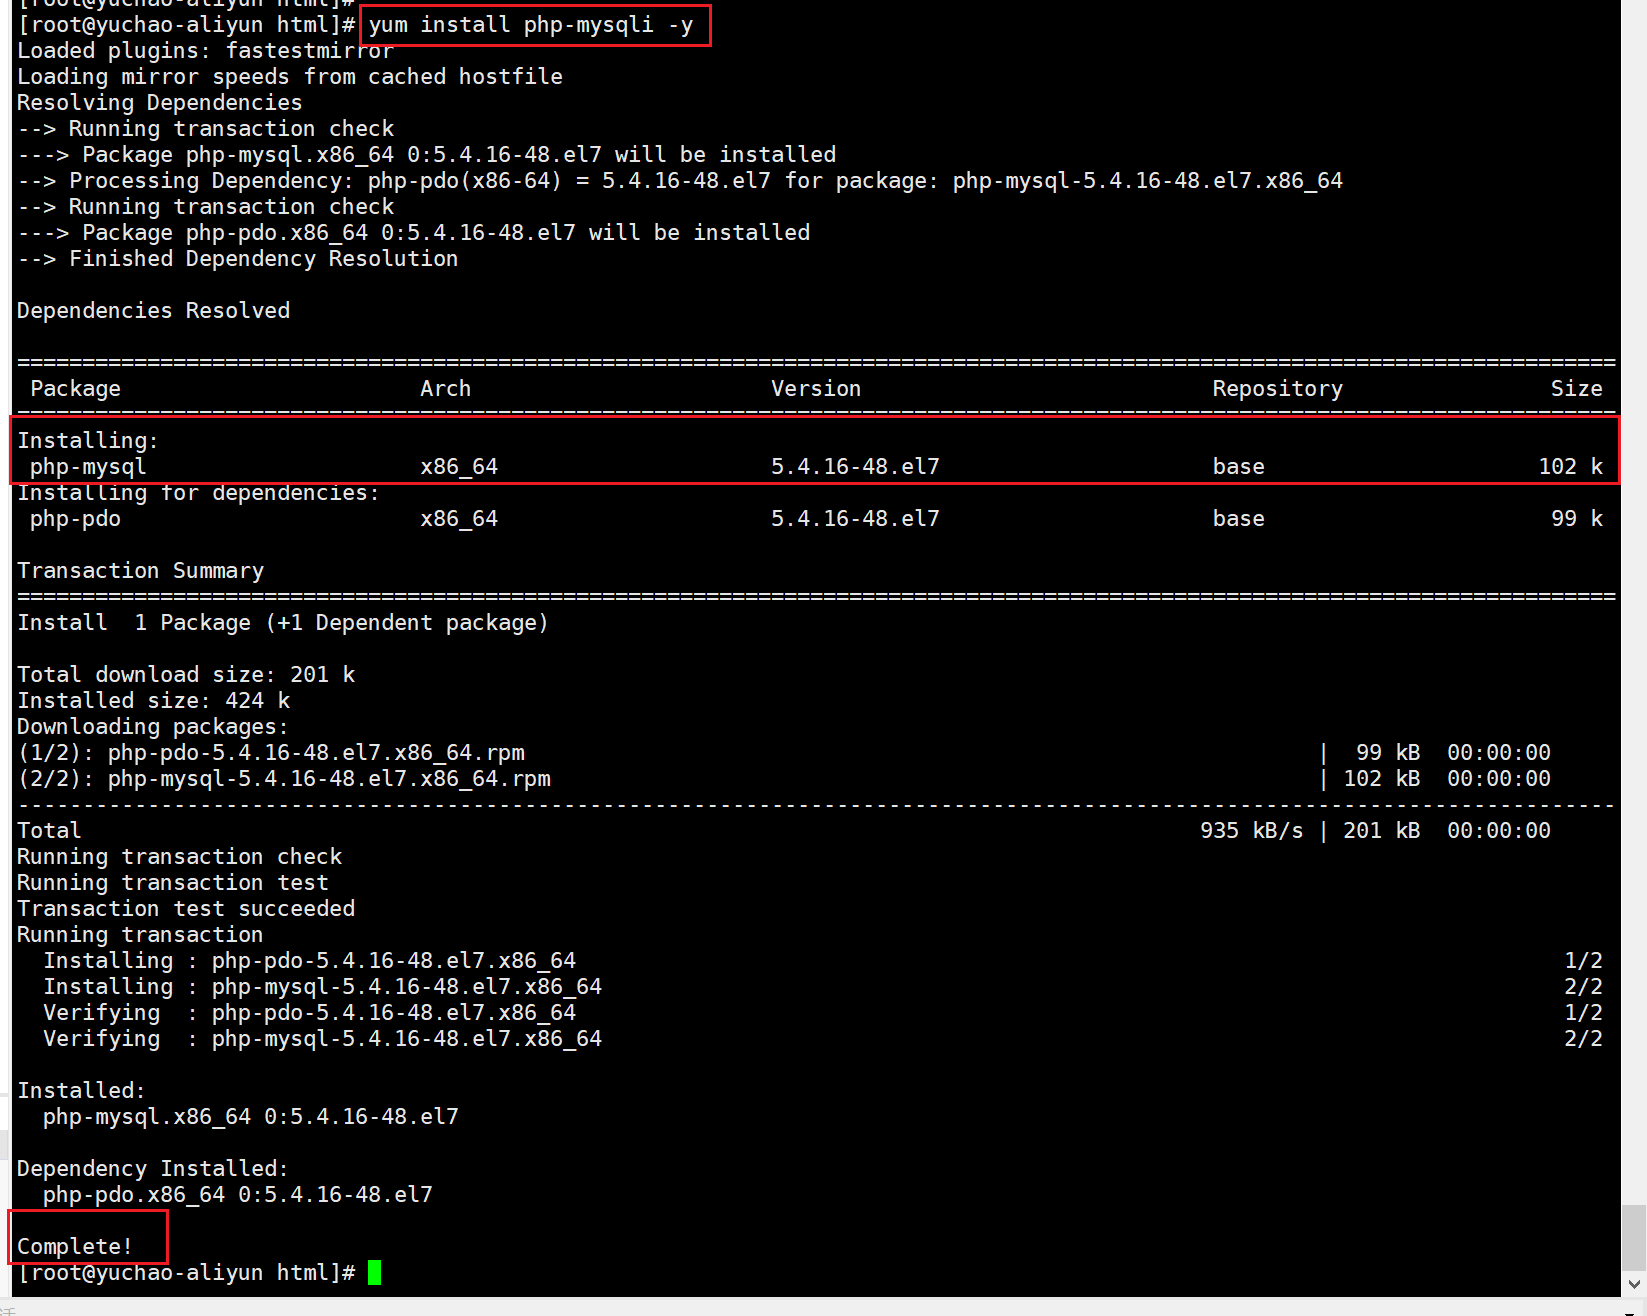 [root@yuchao-aliyun html]#
[root@yuchao-aliyun html]# yum install php-mysqli -y
Loaded plugins: fastestmirror
Loading mirror speeds from cached hostfile
Resolving Dependencies
--> Running transaction check
---> Package php-mysql.x86_64 0:5.4.16-48.el7 will be installed
--> Processing Dependency: php-pdo(x86-64) = 5.4.16-48.el7 for package: php-mysql-5.4.16-48.el7.x86_64
--> Running transaction check
---> Package php-pdo.x86_64 0:5.4.16-48.el7 will be installed
--> Finished Dependency Resolution
Dependencies Resolved
===========================================================================================================================
Package Arch Version Repository Size
===========================================================================================================================
Installing:
php-mysql x86_64 5.4.16-48.el7 base 102 k
Installing for dependencies:
php-pdo x86_64 5.4.16-48.el7 base 99 k
Transaction Summary
===========================================================================================================================
Install  1 Package (+1 Dependent package)
Total download size: 201 k
Installed size: 424 k
Downloading packages:
(1/2): php-pdo-5.4.16-48.el7.x86_64.rpm | 99 kB 00:00:00
(2/2): php-mysql-5.4.16-48.el7.x86_64.rpm | 102 kB 00:00:00
---------------------------------------------------------------------------------------------------------------------------
Total 935 kB/s | 201 kB 00:00:00
Running transaction check
Running transaction test
Transaction test succeeded
Running transaction
Installing : php-pdo-5.4.16-48.el7.x86_64 1/2
Installing : php-mysql-5.4.16-48.el7.x86_64 2/2
Verifying  : php-pdo-5.4.16-48.el7.x86_64 1/2
Verifying  : php-mysql-5.4.16-48.el7.x86_64 2/2
Installed:
php-mysql.x86_64 0:5.4.16-48.el7
Dependency Installed:
php-pdo.x86_64 0:5.4.16-48.el7
Complete!
[root@yuchao-aliyun html]#